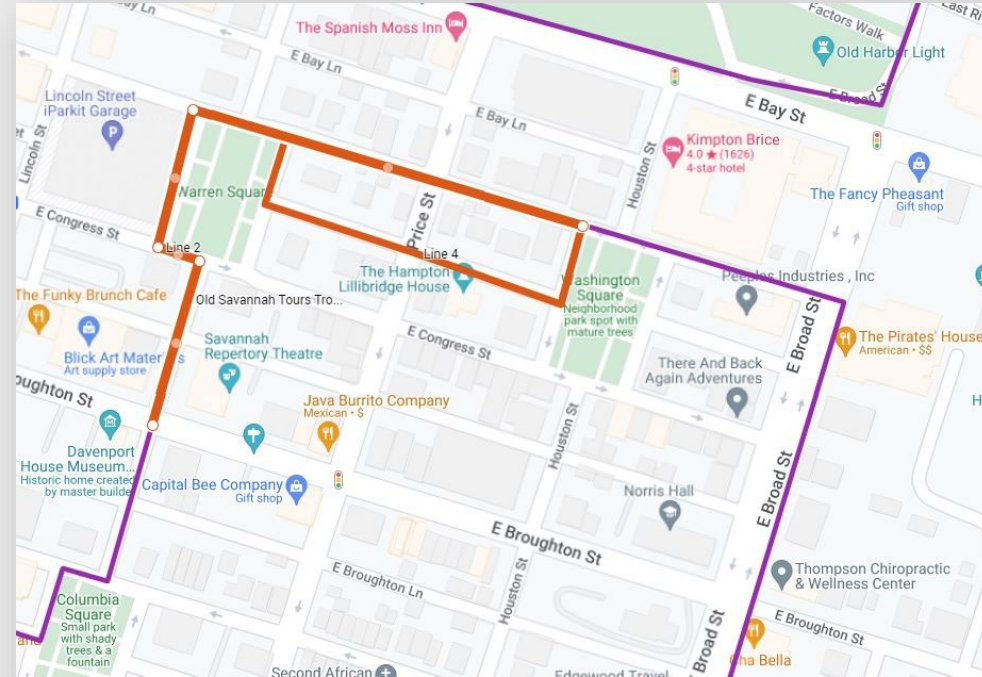 ay Ln
The Spanish Moss Inn
Factors Walk
East Ri
Old Harbor Light
E Bay Ln
E Broad St
Lincoln Street
iParkit Garage
E Bay St
E Bay Ln
Lincoln St
Kimpton Brice
4.0 ★ (1626)
4-star hotel
Houston St
The Fancy Pheasant
Gift shop
Warren Square
Price St
E Congress St
Line 2
Line 4
The Hampton
Lillibridge House
Washington
Square
Neighborhood
park spot with
mature trees
Peeples Industries , Inc
Old Savannah Tours Tro...
The Funky Brunch Cafe
E Broad St
The Pirates' House
American • $$
Blick Art Mater s
Art supply store
Savannah
Repertory Theatre
E Congress St
There And Back
Again Adventures
oughton St
Java Burrito Company
Mexican • $
H
Davenport
House Museum...
Historic home created
by master builde
Houston St
Capital Bee Company
Gift shop
Norris Hall
E Broad St
E Broughton St
E Broughton Ln
Houston St
Thompson Chiropractic
& Wellness Center
Columbia
Square
Small park
with shady
trees & a
fountain
and
E Broughton St
E Broad St
Cha Bella
Second African
Edgewood Travel